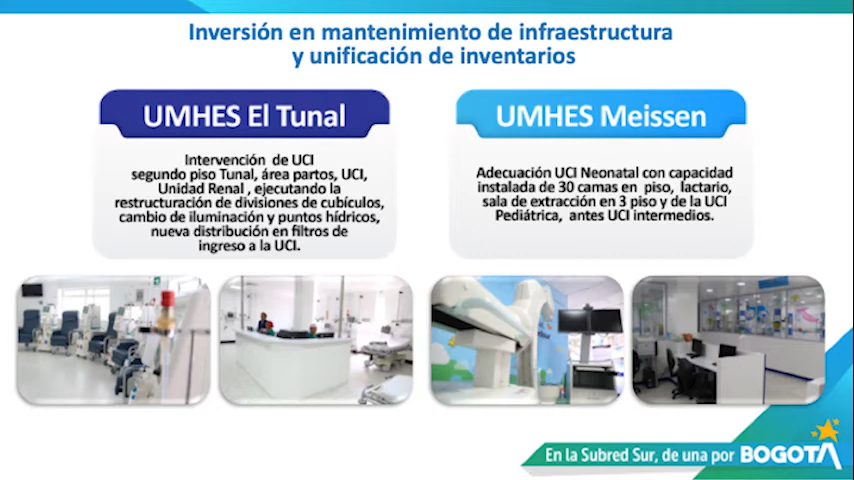 Inversión en mantenimiento de infraestructura
y unificación de inventarios
UMHES El Tunal
Intervención de UCI
segundo piso Tunal, área partos, UCI,
Unidad Renal , ejecutando la
restructuración de divisiones de cubículos,
cambio de iluminación y puntos hídricos,
nueva distribución en filtros de
ingreso a la UCI.
UMHES Meissen
Adecuación UCI Neonatal con capacidad
instalada de 30 camas en piso, lactario,
sala de extracción en 3 piso y de la UCI
Pediátrica, antes UCI intermedios.
En la Subred Sur, de una por BOGOTÁ